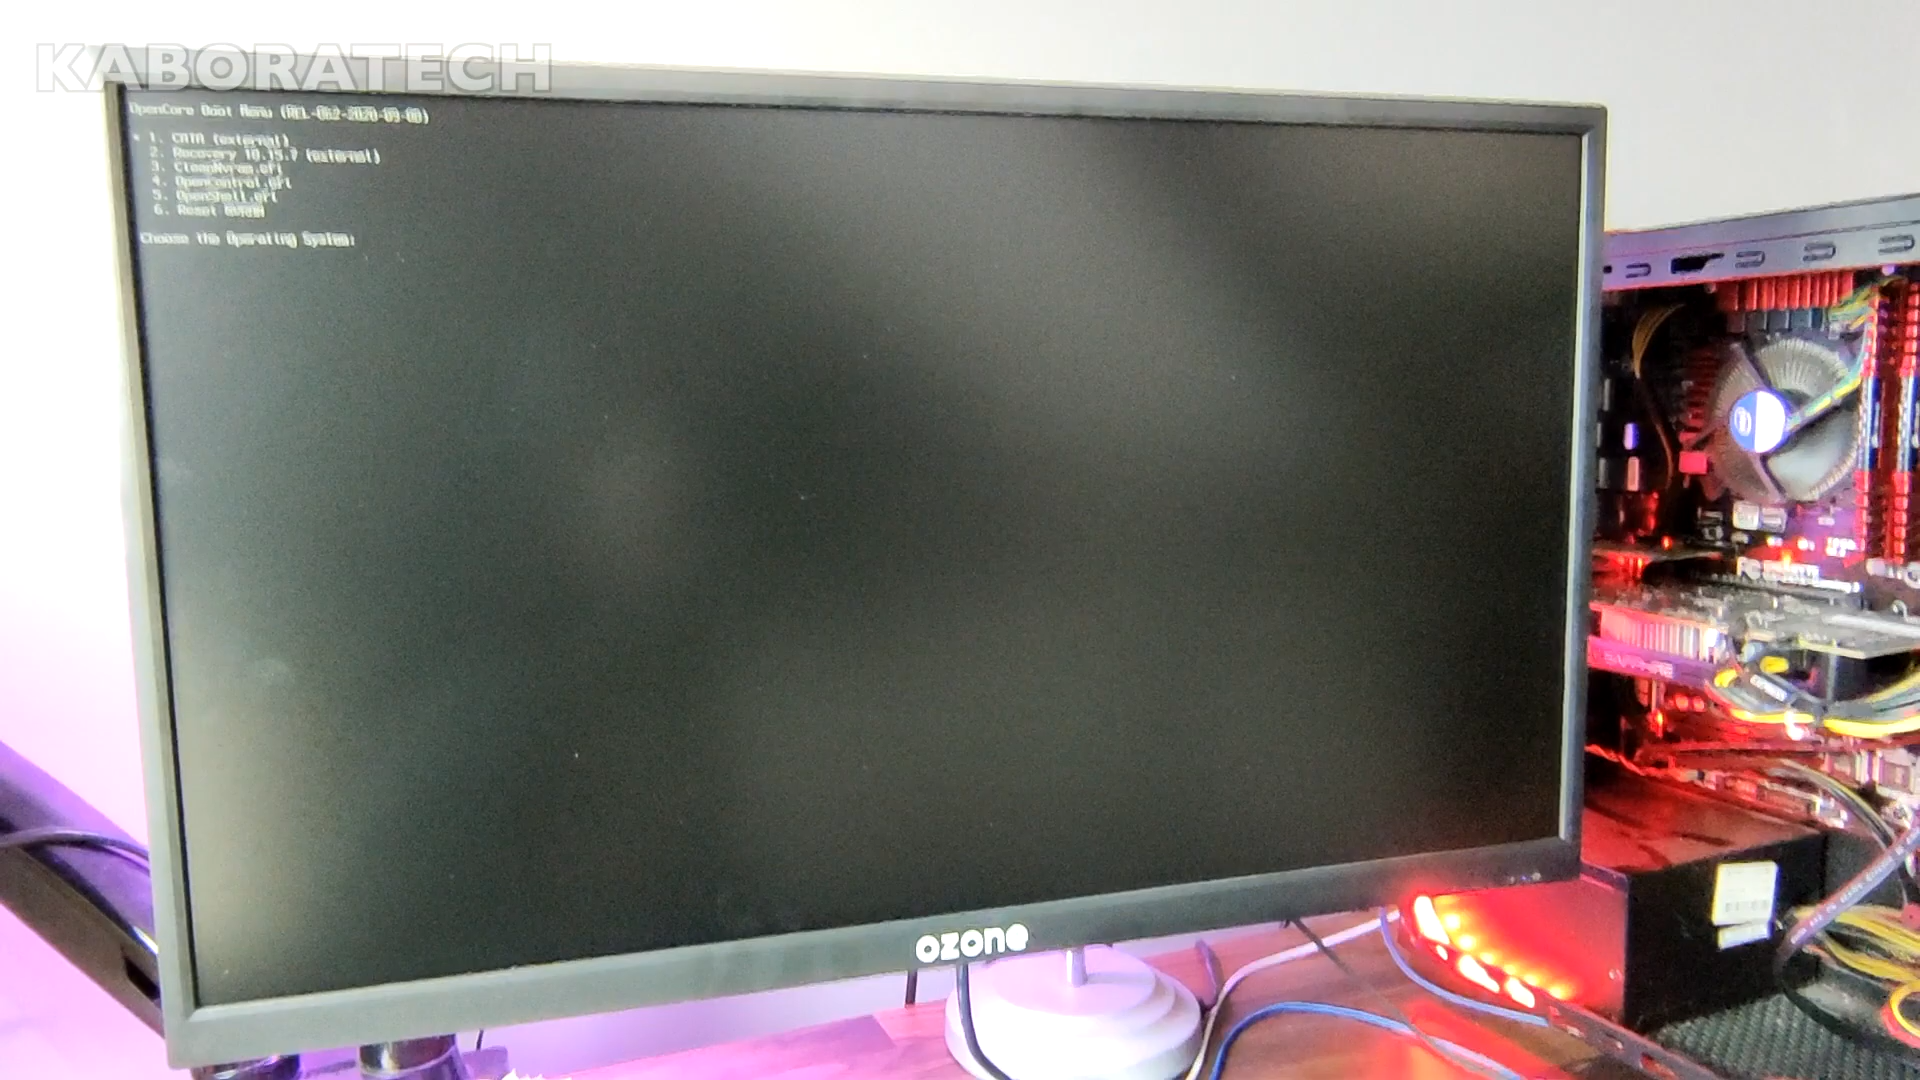 KABORATECH
OpenCore Boot Menu (REL-062-2020-09-08)
* 1. CATA (external)
2. Recovery 10.15.7 (external)
3. CleanNvram.efi
4. OpenControl.efi
5. OpenShell.efi
6. Reset NVRAM
Choose the Operating System:
ozone
SAPPHIRE